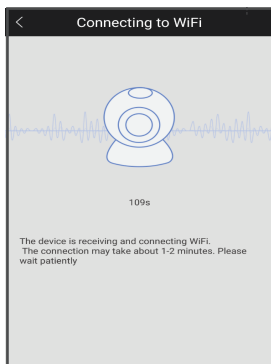 Connecting to WiFi
109s
The device is receiving and connecting WiFi.
The connection may take about 1-2 minutes. Please
wait patiently